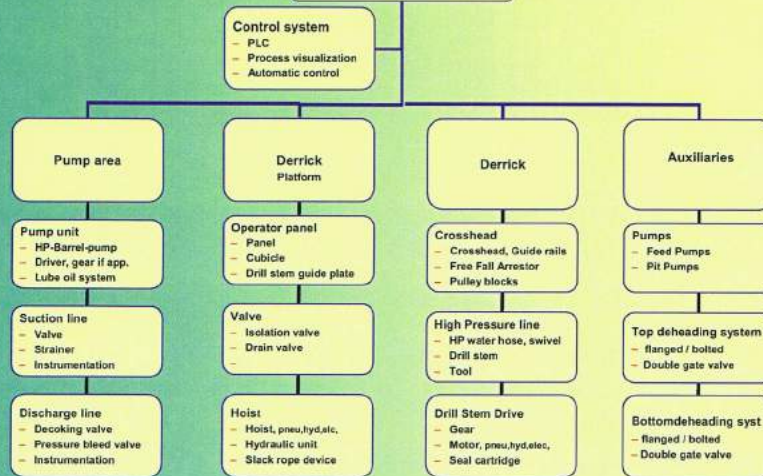 Control system
– PLC
– Process visualization
– Automatic control
Pump area
Derrick
Platform
Derrick
Auxiliaries
Pump unit
– HP-Barrel-pump
– Driver, gear if app.
– Lube oil system
Operator panel
– Panel
– Cubicle
– Drill stem guide plate
Crosshead
– Crosshead, Guide rails
– Free Fall Arrestor
– Pulley blocks
Pumps
– Feed Pumps
– Pit Pumps
Suction line
– Valve
– Strainer
– Instrumentation
Valve
– Isolation valve
– Drain valve
–
High Pressure line
– HP water hose, swivel
– Drill stem
– Tool
Top deheading system
– flanged / bolted
– Double gate valve
Discharge line
– Decoking valve
– Pressure bleed valve
– Instrumentation
Hoist
– Hoist, pneu,hyd,elc,
– Hydraulic unit
– Slack rope device
Drill Stem Drive
– Gear
– Motor, pneu,hyd,elec,
– Seal cartridge
Bottomdeheading syst
– flanged / bolted
– Double gate valve